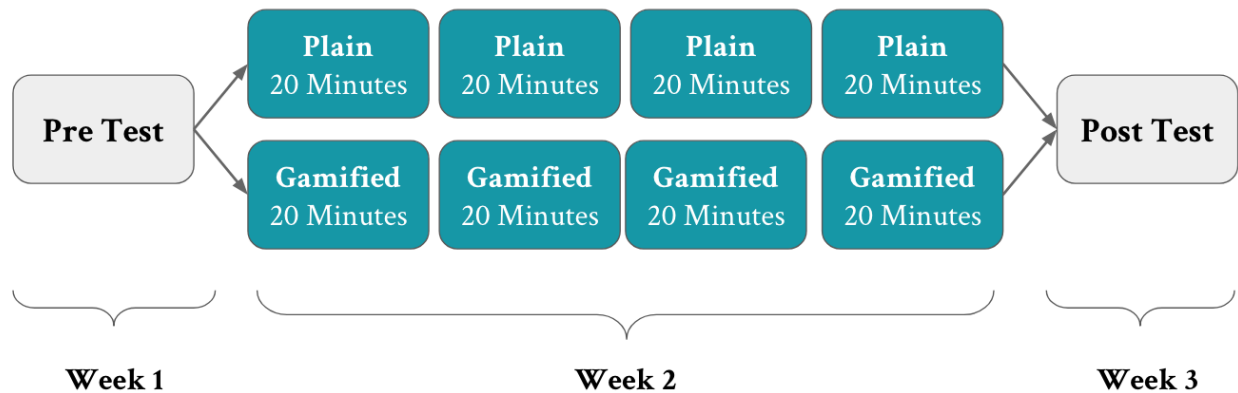 Pre Test
Plain
20 Minutes
Plain
20 Minutes
Plain
20 Minutes
Plain
20 Minutes
Gamified
20 Minutes
Gamified
20 Minutes
Gamified
20 Minutes
Gamified
20 Minutes
Post Test
Week 1
Week 2
Week 3